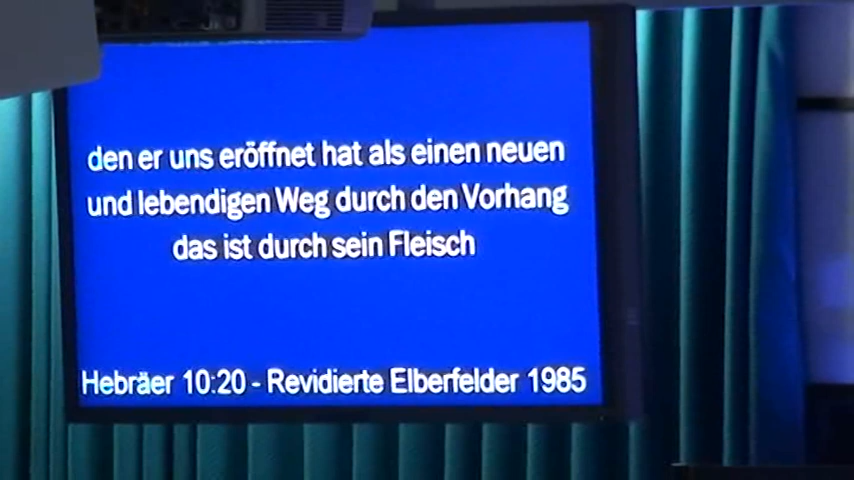 den er uns eröffnet hat als einen neuen
und lebendigen Weg durch den Vorhang
das ist durch sein Fleisch
Hebräer 10:20 - Revidierte Elberfelder 1985